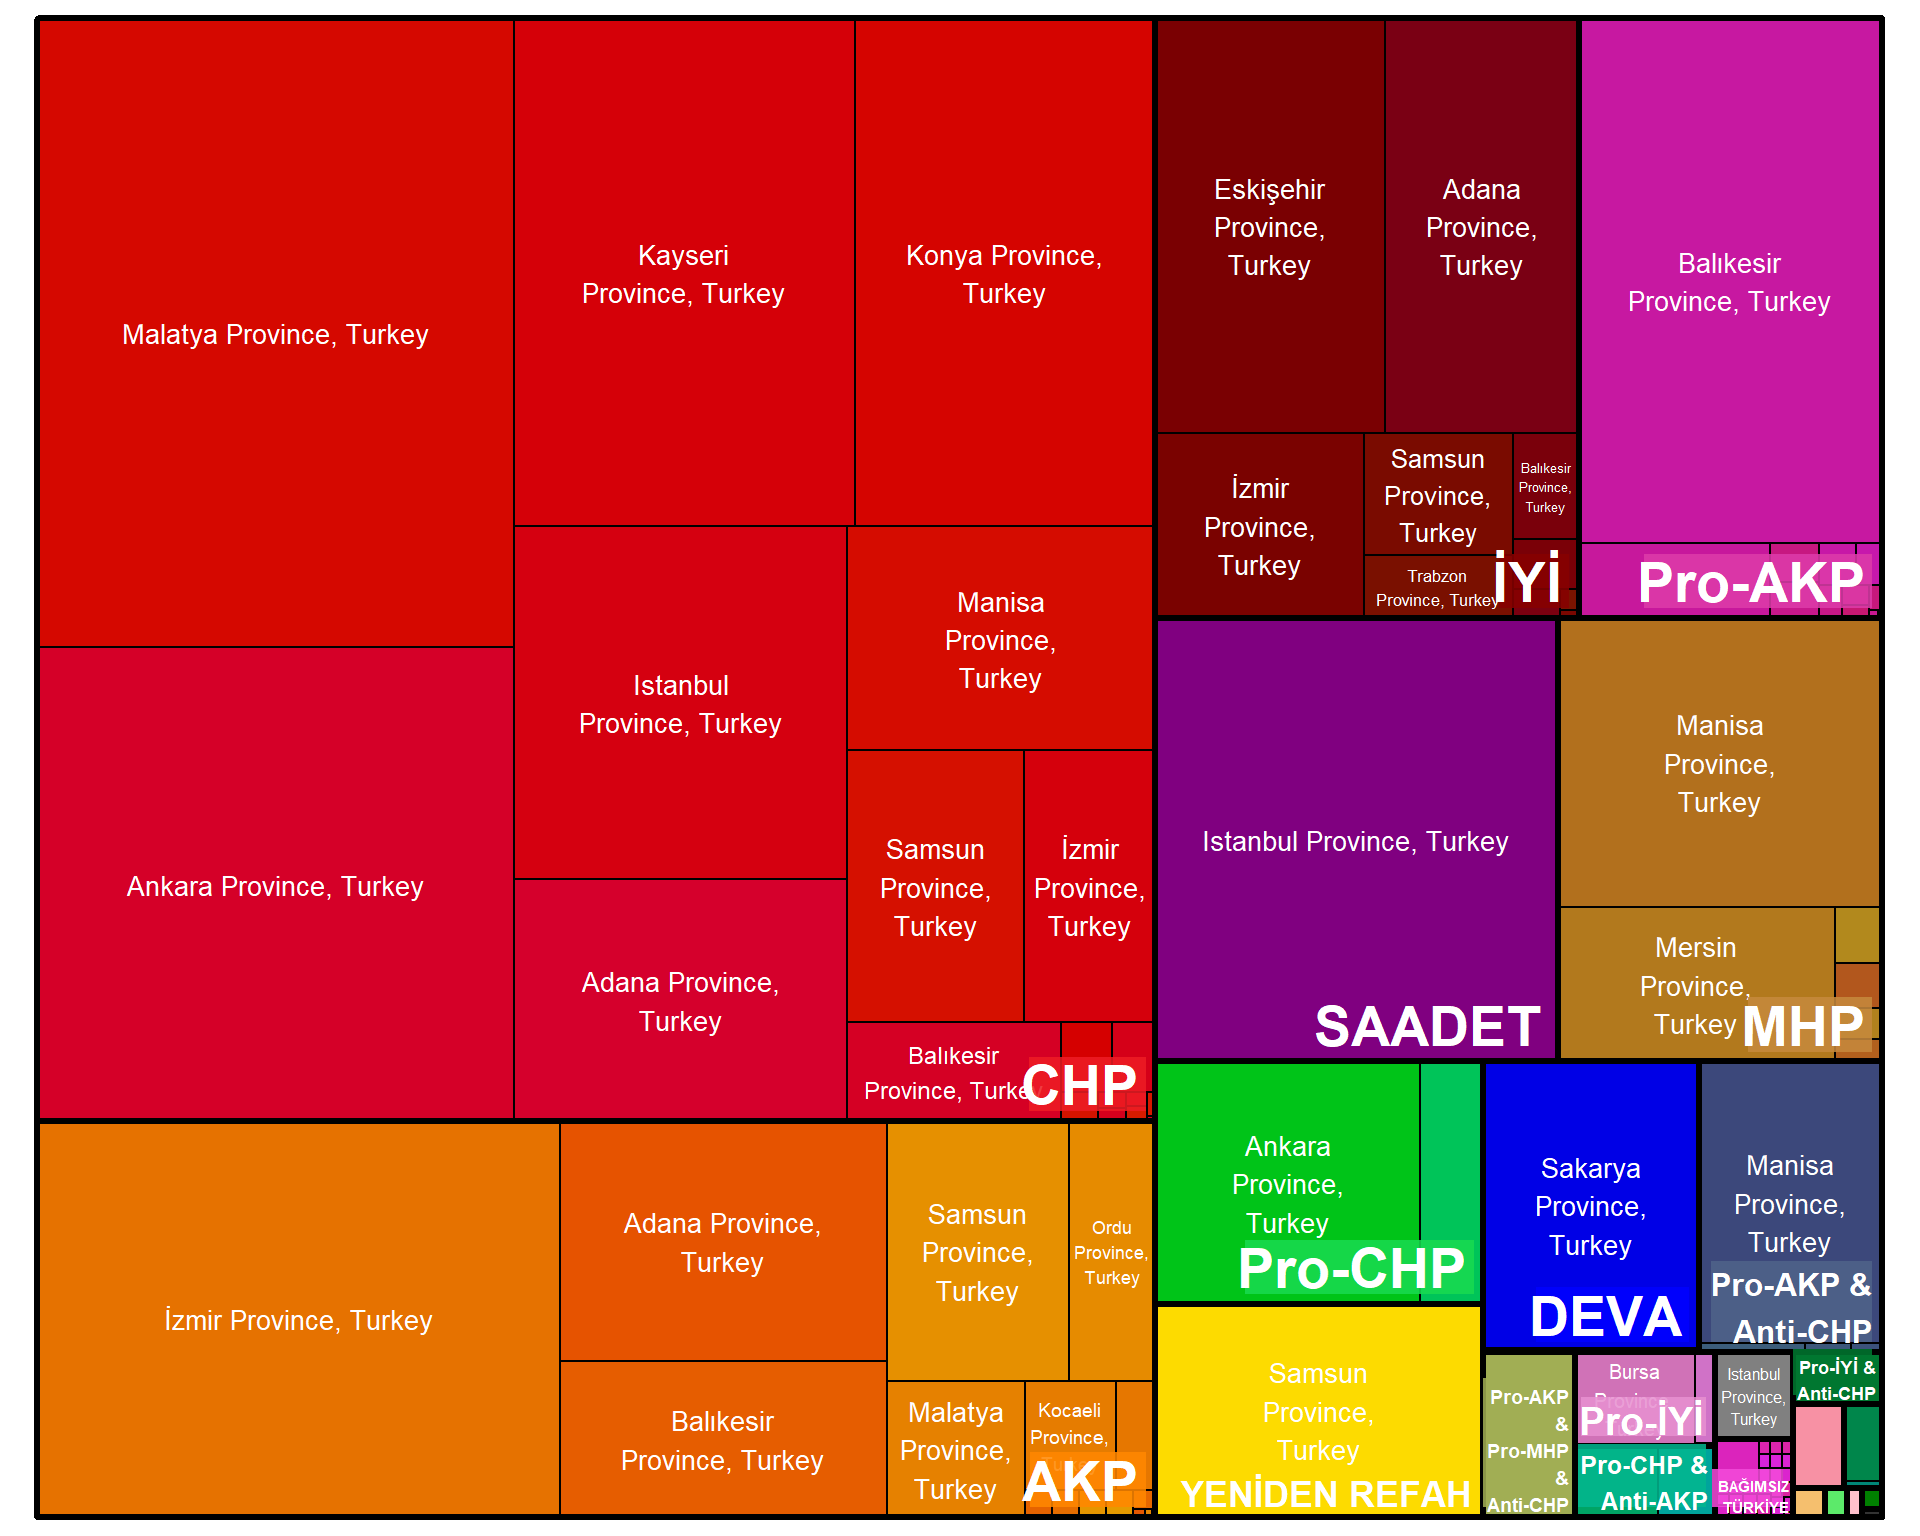 Malatya Province, Turkey
Kayseri
Province, Turkey
Konya Province,
Turkey
Ankara Province, Turkey
Istanbul
Province, Turkey
Manisa
Province,
Turkey
Samsun
Province,
Turkey
İzmir
Province,
Turkey
Adana Province,
Turkey
Balıkesir
Province, Turkey
CHP
Eskişehir
Province,
Turkey
Adana
Province,
Turkey
İzmir
Province,
Turkey
Samsun
Province,
Turkey
Balıkesir
Province,
Turkey
Trabzon
Province, Turkey
İYİ
Balıkesir
Province, Turkey
Pro-AKP
Istanbul Province, Turkey
SAADET
Manisa
Province,
Turkey
Mersin
Province,
Turkey
MHP
İzmir Province, Turkey
Adana Province,
Turkey
Balıkesir
Province, Turkey
Samsun
Province,
Turkey
Ordu
Province,
Turkey
Malatya
Province,
Turkey
Kocaeli
Province,
AKP
Ankara
Province,
Turkey
Pro-CHP
Sakarya
Province,
Turkey
DEVA
Manisa
Province,
Turkey
Pro-AKP &
Anti-CHP
Samsun
Province,
Turkey
YENİDEN REFAH
Pro-AKP
&
Pro-MHP
&
Anti-CHP
Bursa
Province
Pro-İYİ
Pro-CHP &
Anti-AKP
Istanbul
Province,
Turkey
BAĞIMSIZ
TÜRKİYE
Pro-İYİ &
Anti-CHP